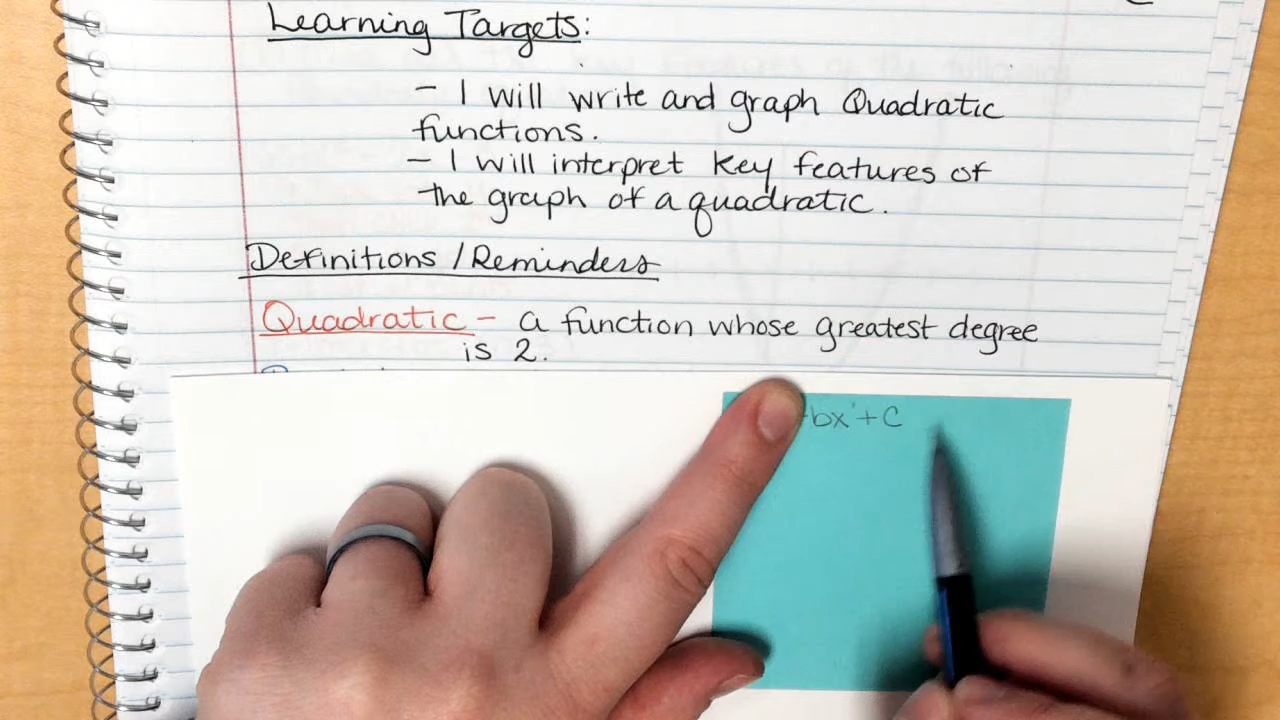 Learning Targets:
- I will write and graph Quadratic
functions.
- I will interpret key features of
the graph of a quadratic.
Definitions / Reminders
Quadratic - a function whose greatest degree
is 2.
bx'+C